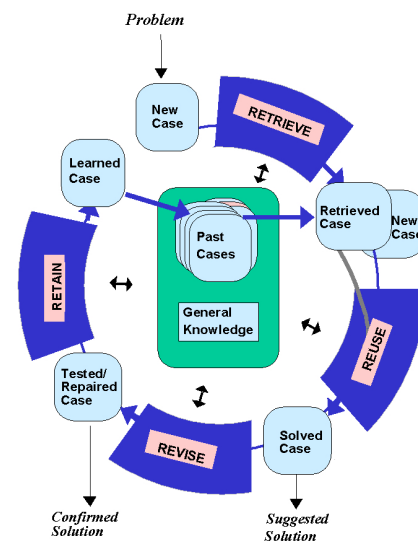 Problem
New
Case
RETRIEVE
Learned
Case
Retrieved
Case
New
Case
Past
Cases
RETAIN
General
Knowledge
REUSE
Tested/
Repaired
Case
REVISE
Solved
Case
Confirmed
Solution
Suggested
Solution